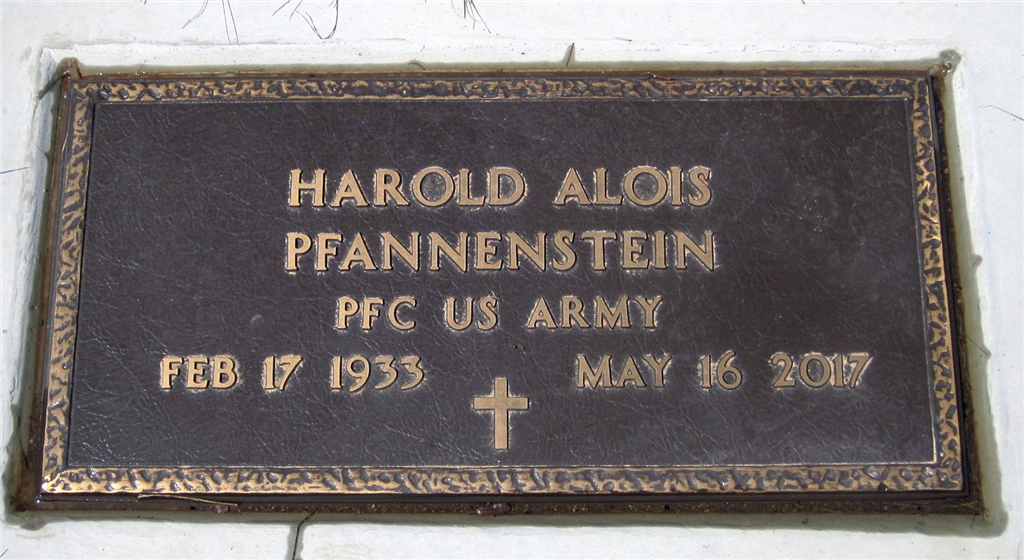 HAROLD ALOIS
PFANNENSTEIN
PFC US ARMY
FEB 17 1933 MAY 16 2017